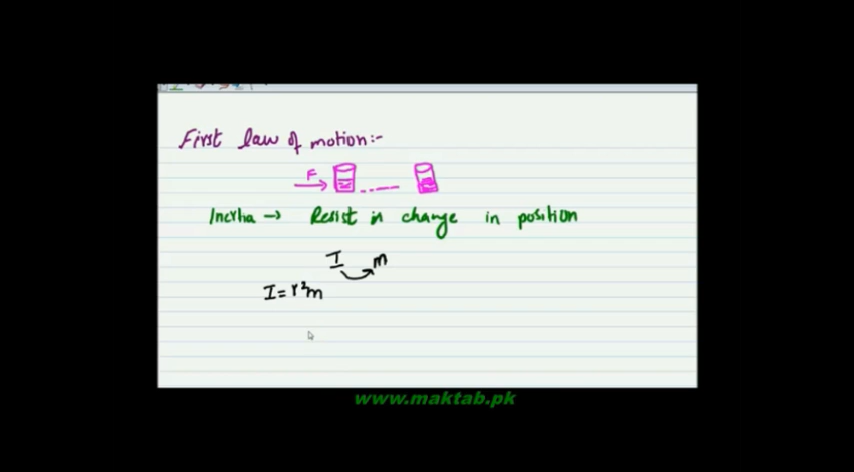 First law of motion:-
F
Inertia → Resist in change in position
I m
I = r²m
www.maktab.pk